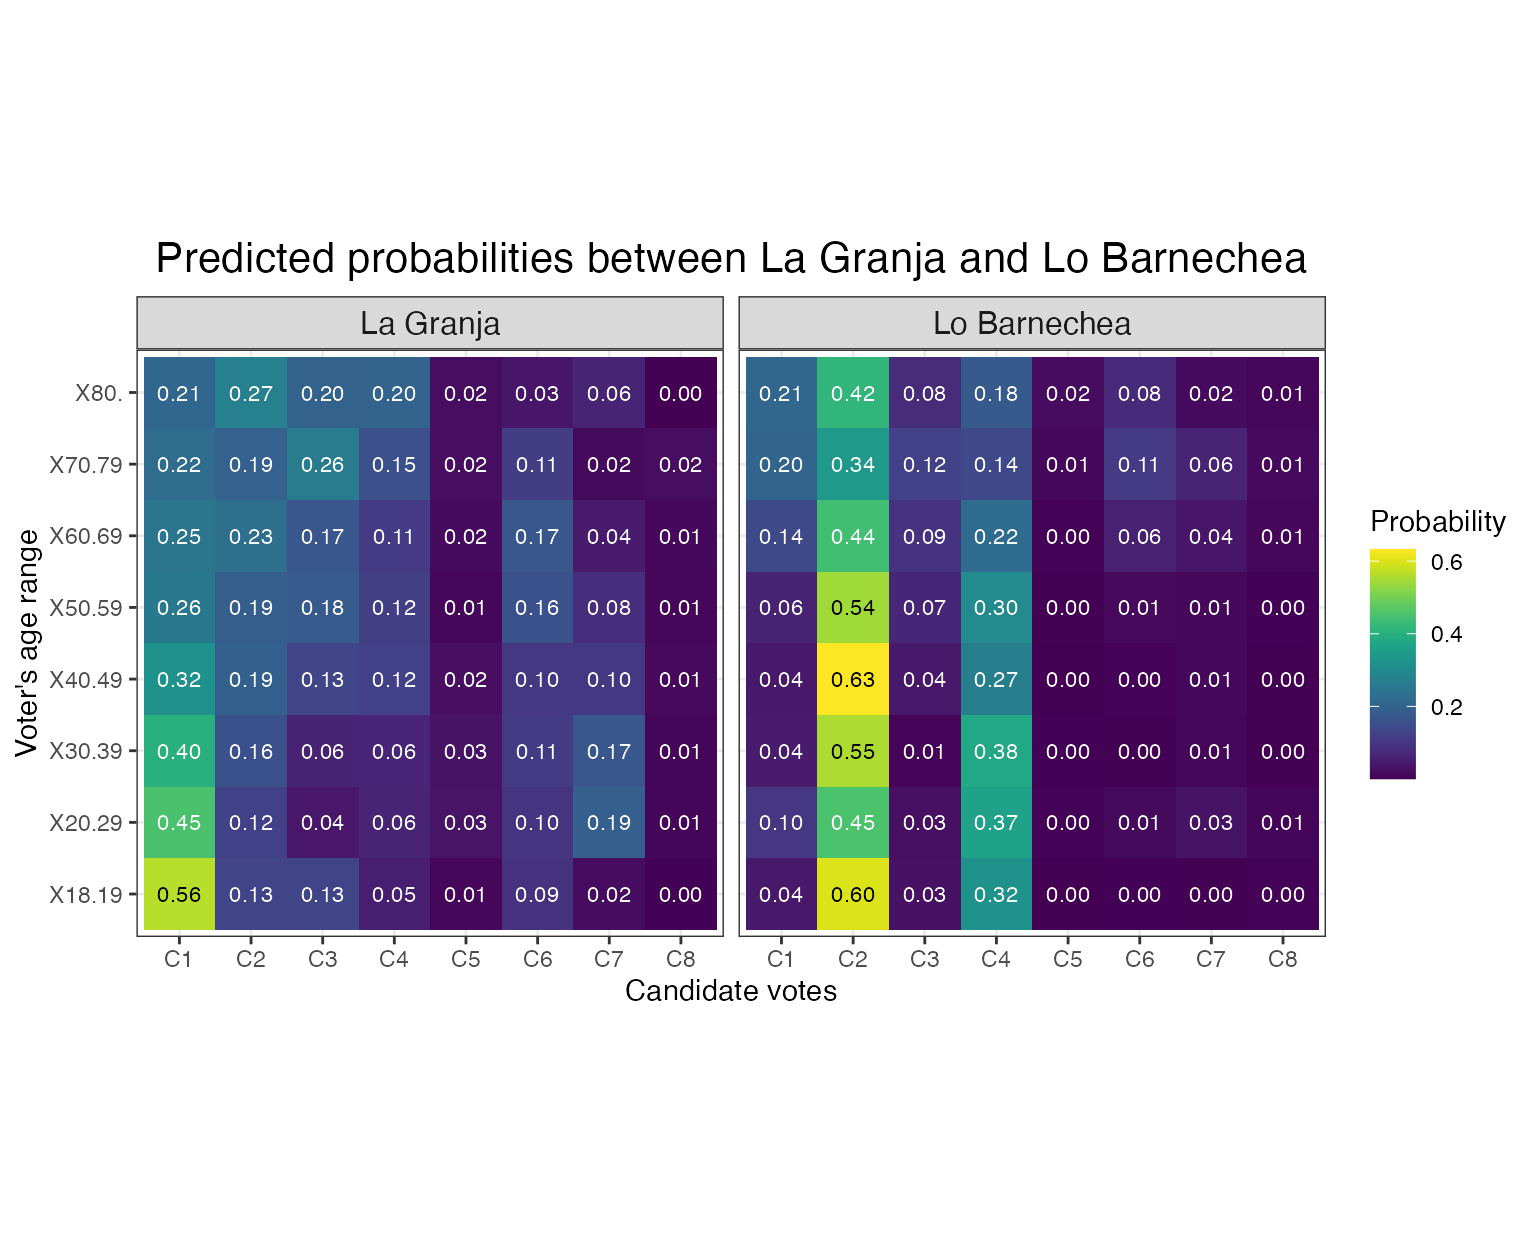 Predicted probabilities between La Granja and Lo Barnechea
La Granja Lo Barnechea
X80. 0.21 0.27 0.20 0.20 0.02 0.03 0.06 0.00 0.21 0.42 0.08 0.18 0.02 0.08 0.02 0.01
X70.79 0.22 0.19 0.26 0.15 0.02 0.11 0.02 0.02 0.20 0.34 0.12 0.14 0.01 0.11 0.06 0.01
X60.69 0.25 0.23 0.17 0.11 0.02 0.17 0.04 0.01 0.14 0.44 0.09 0.22 0.00 0.06 0.04 0.01
X50.59 0.26 0.19 0.18 0.12 0.01 0.16 0.08 0.01 0.06 0.54 0.07 0.30 0.00 0.01 0.01 0.00
X40.49 0.32 0.19 0.13 0.12 0.02 0.10 0.10 0.01 0.04 0.63 0.04 0.27 0.00 0.00 0.01 0.00
X30.39 0.40 0.16 0.06 0.06 0.03 0.11 0.17 0.01 0.04 0.55 0.01 0.38 0.00 0.00 0.01 0.00
X20.29 0.45 0.12 0.04 0.06 0.03 0.10 0.19 0.01 0.10 0.45 0.03 0.37 0.00 0.01 0.03 0.01
X18.19 0.56 0.13 0.13 0.05 0.01 0.09 0.02 0.00 0.04 0.60 0.03 0.32 0.00 0.00 0.00 0.00
C1 C2 C3 C4 C5 C6 C7 C8 C1 C2 C3 C4 C5 C6 C7 C8
Candidate votes
Voter's age range
Probability
0.6
0.4
0.2